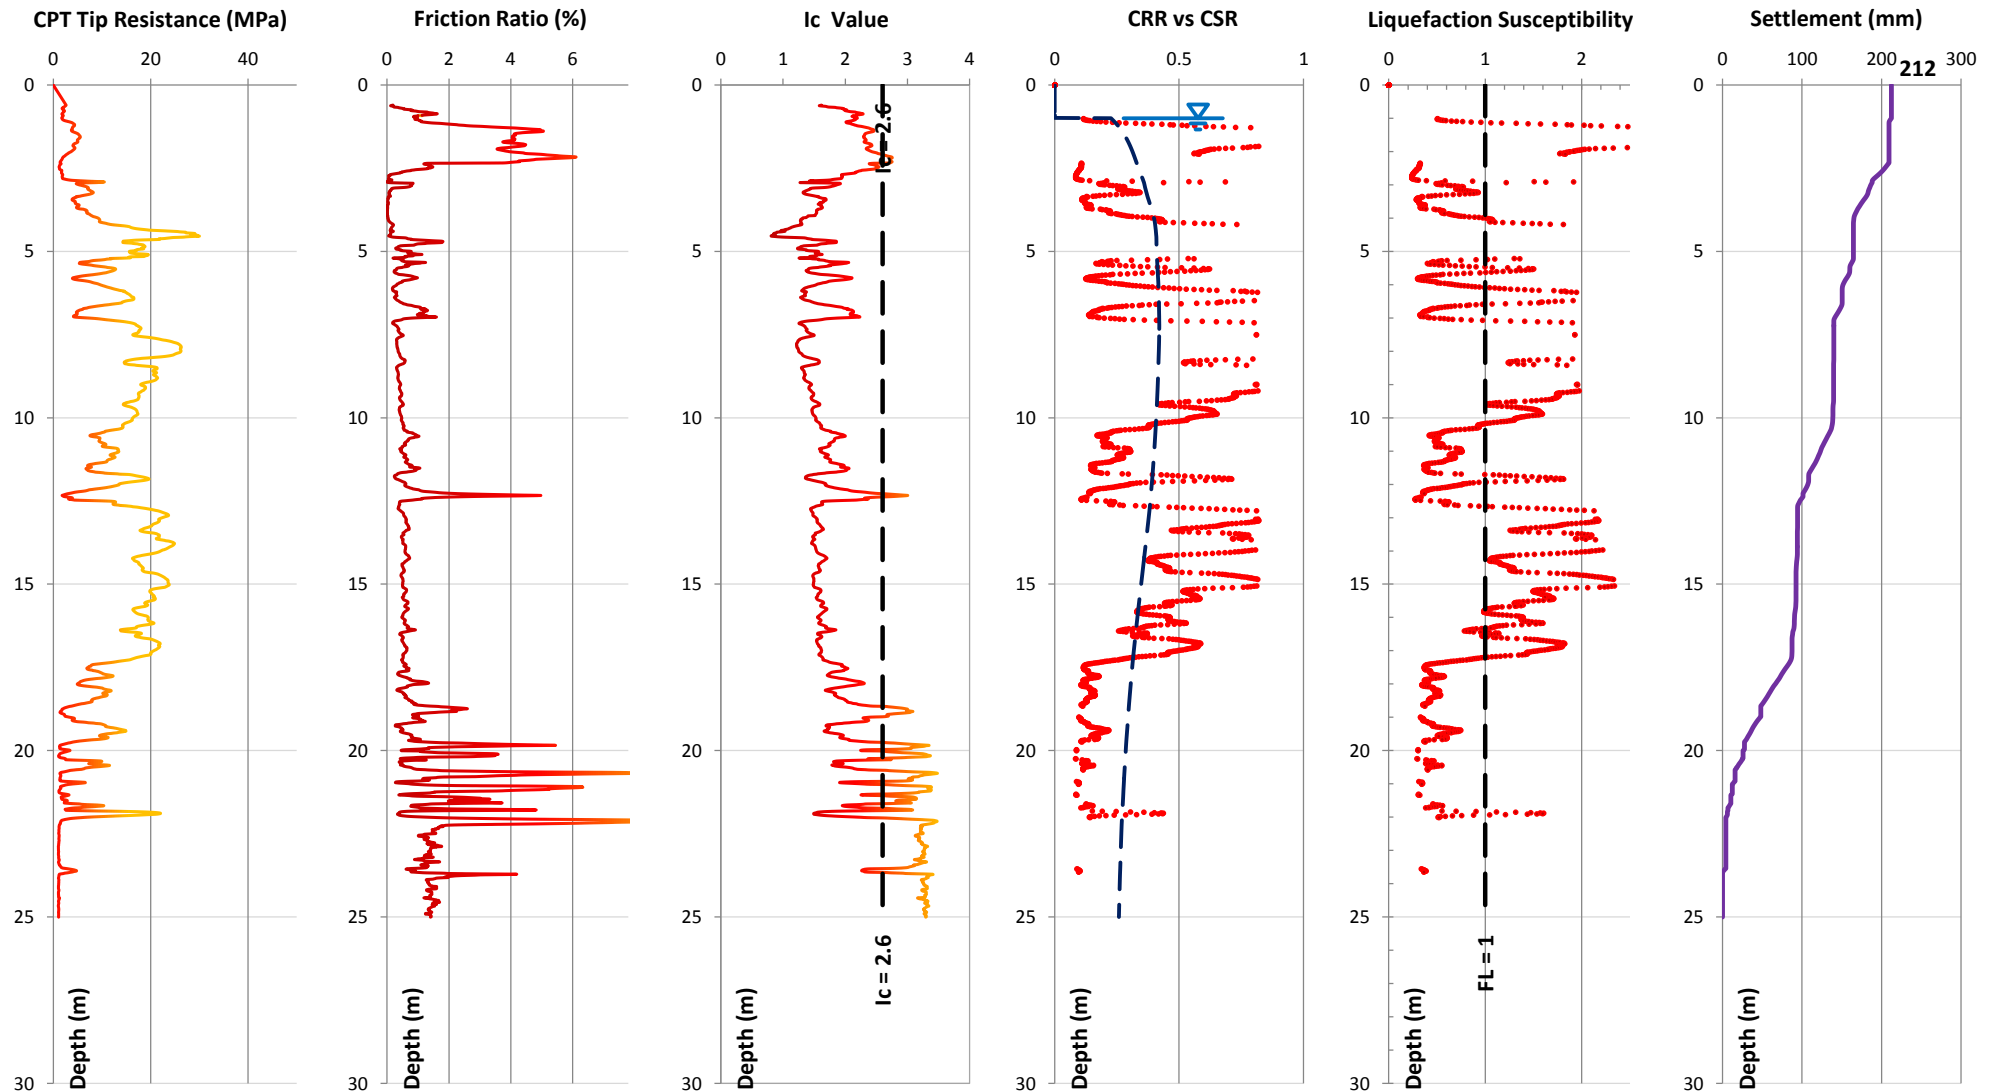 CPT Tip Resistance (MPa)
Friction Ratio (%)
Ic Value
CRR vs CSR
Liquefaction Susceptibility
Settlement (mm)
0 20 40
0 2 4 6
0 1 2 3 4
0 0.5 1
0 1 2
0 100 200 300
212
0 0 0 0 0 0
Ic = 2.6
5 5 5 5 5 5
10 10 10 10 10 10
15 15 15 15 15 15
20 20 20 20 20 20
25 25 25 25 25 25
Ic = 2.6
FL = 1
Depth (m)
Depth (m)
Depth (m)
Depth (m)
Depth (m)
Depth (m)
30 30 30 30 30 30